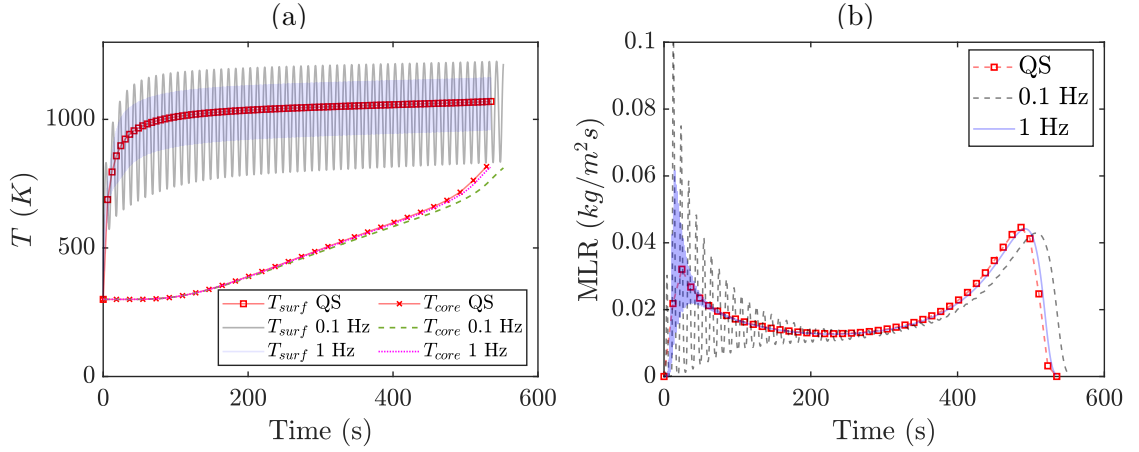 (a)
T (K)
1000
500
0
0 200 400 600
Time (s)
T_surf QS T_core QS
T_surf 0.1 Hz T_core 0.1 Hz
T_surf 1 Hz T_core 1 Hz
(b)
MLR (kg/m²s)
0.1
0.08
0.06
0.04
0.02
0
0 200 400 600
Time (s)
QS
0.1 Hz
1 Hz